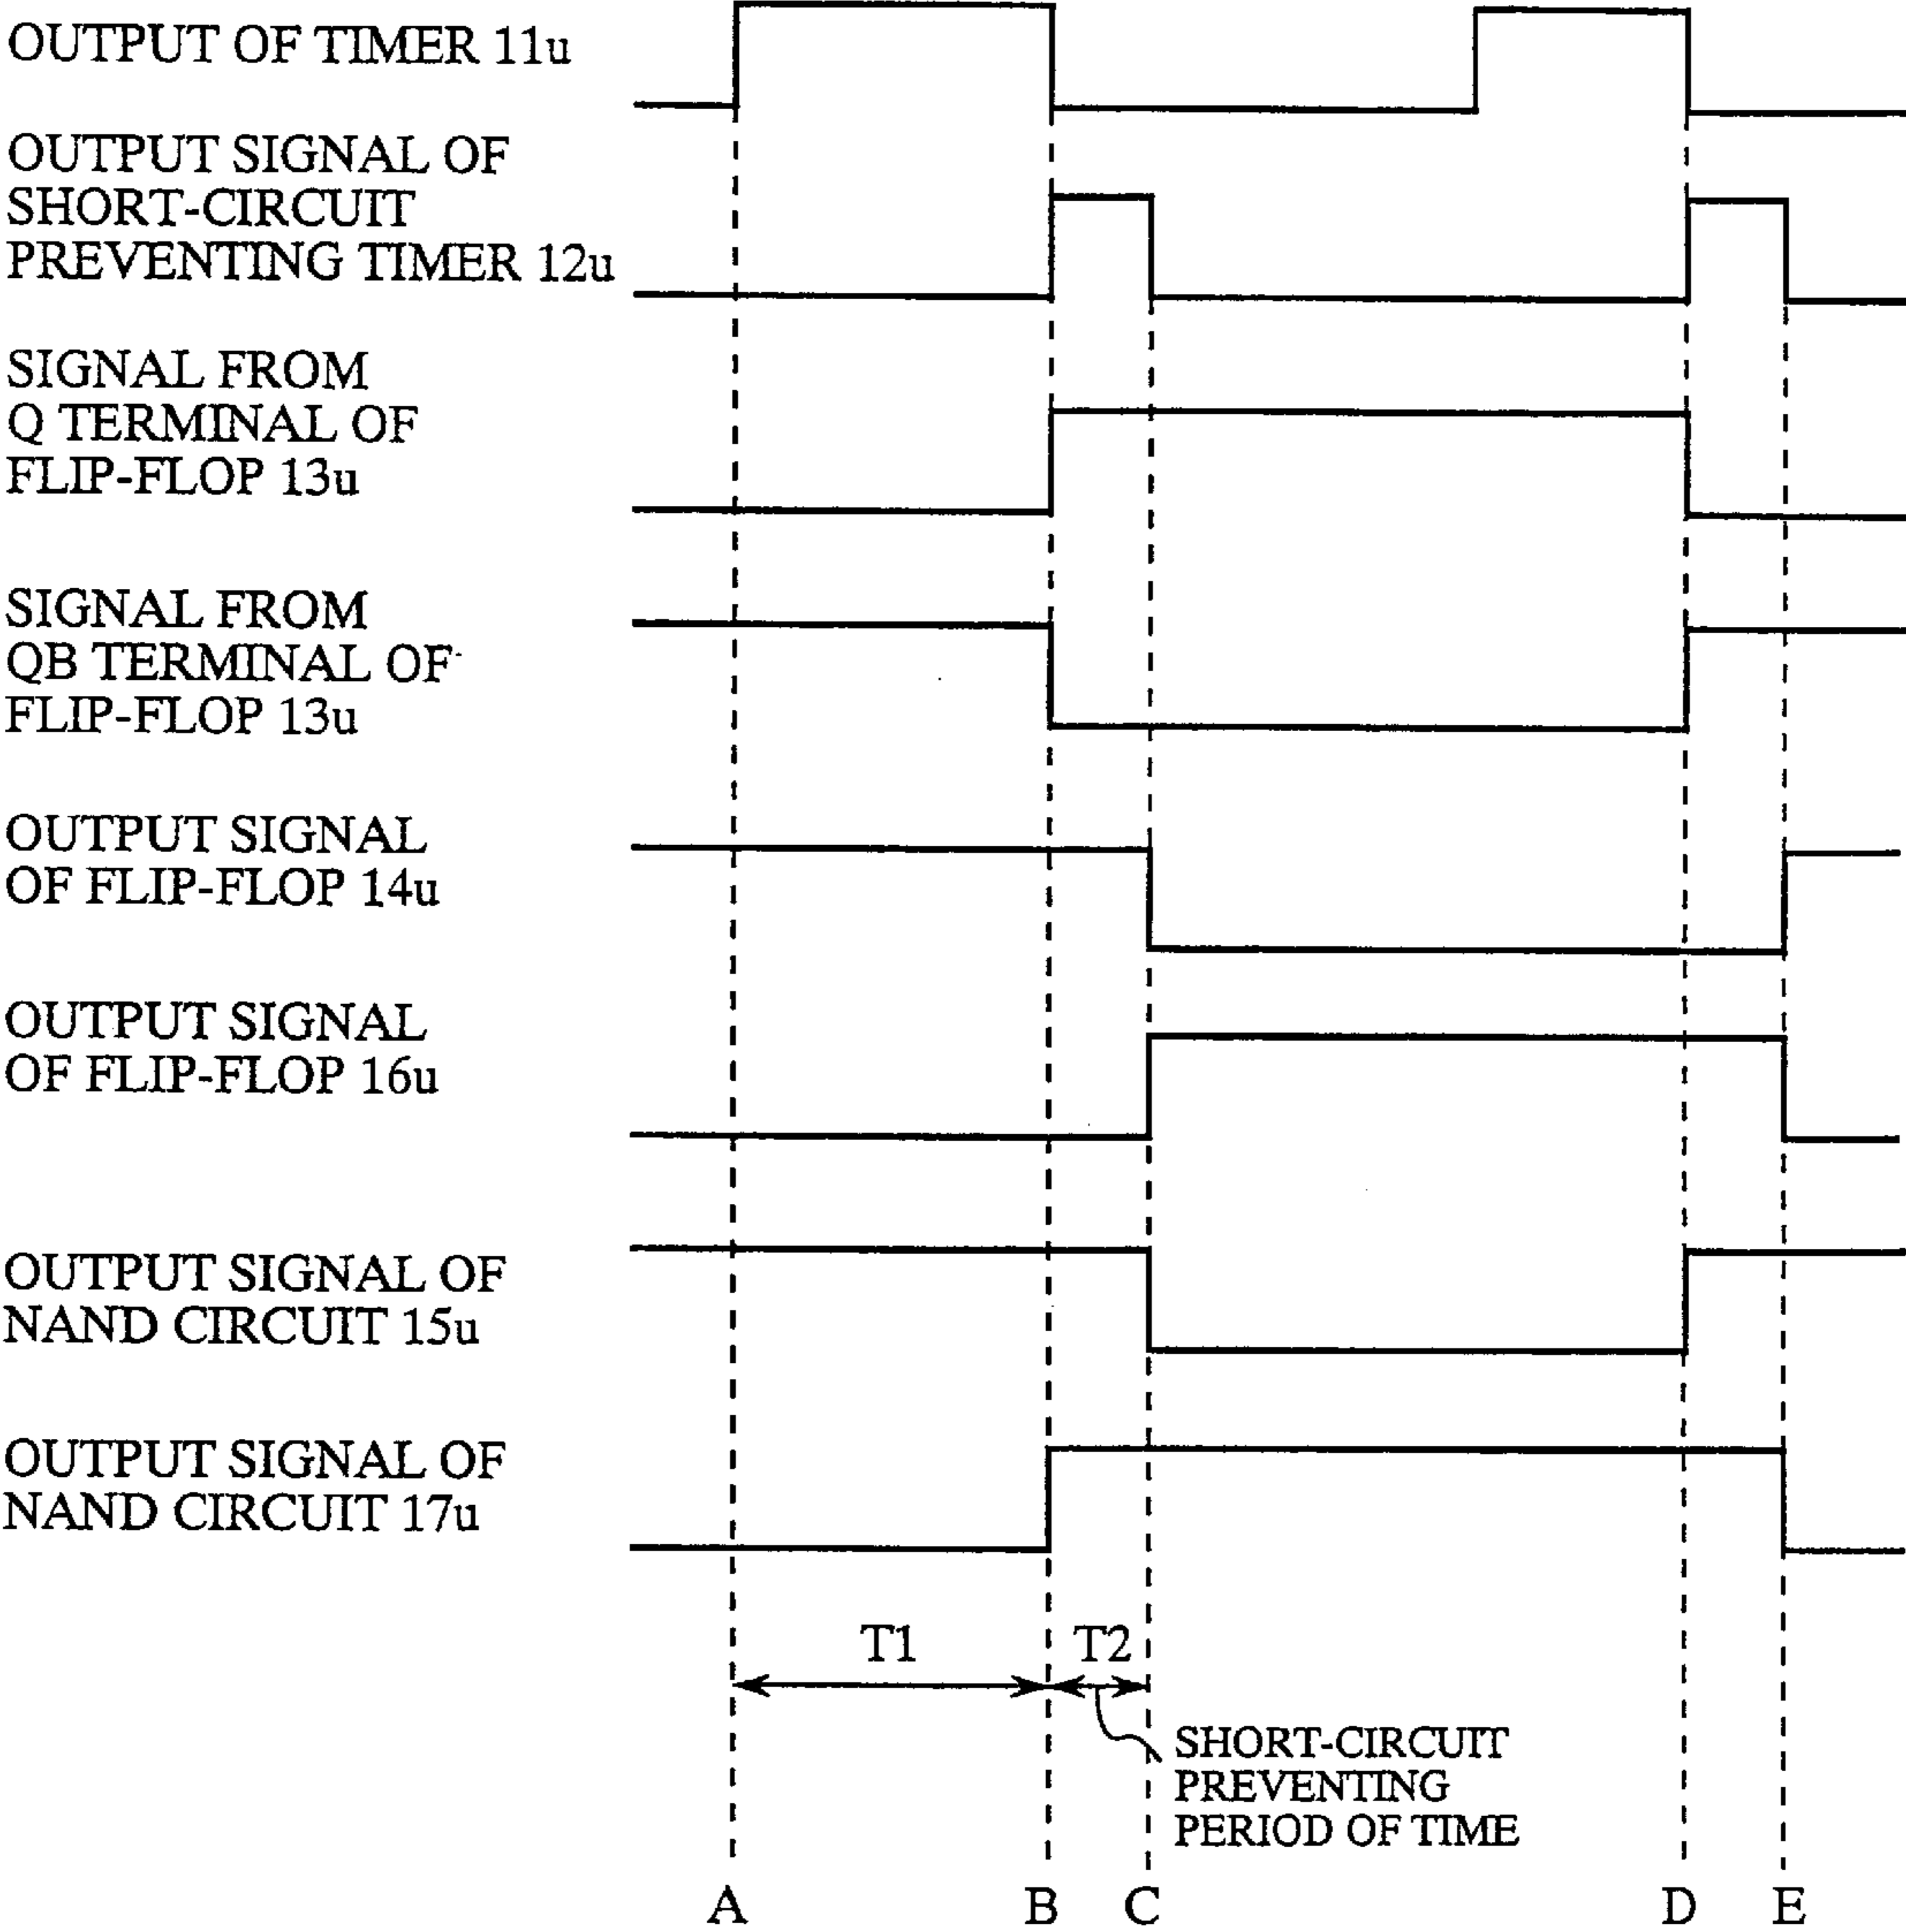 OUTPUT OF TIMER 11u
OUTPUT SIGNAL OF
SHORT-CIRCUIT
PREVENTING TIMER 12u
SIGNAL FROM
Q TERMINAL OF
FLIP-FLOP 13u
SIGNAL FROM
QB TERMINAL OF
FLIP-FLOP 13u
OUTPUT SIGNAL
OF FLIP-FLOP 14u
OUTPUT SIGNAL
OF FLIP-FLOP 16u
OUTPUT SIGNAL OF
NAND CIRCUIT 15u
OUTPUT SIGNAL OF
NAND CIRCUIT 17u
T1 T2
SHORT-CIRCUIT
PREVENTING
PERIOD OF TIME
A B C D E